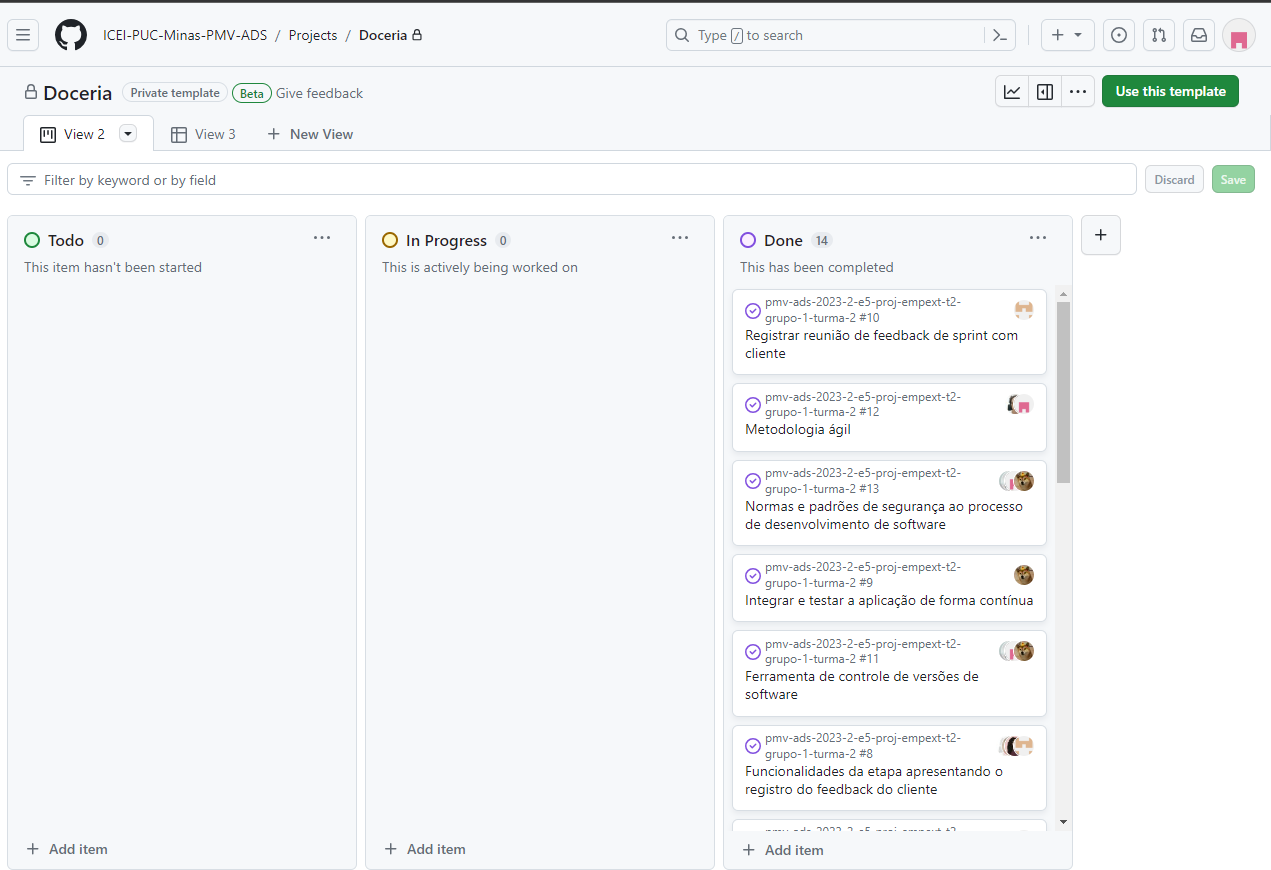 ICEI-PUC-Minas-PMV-ADS / Projects / Doceria
Type / to search
Doceria Private template Beta Give feedback
Use this template
View 2 View 3 New View
Filter by keyword or by field
Discard Save
Todo 0
This item hasn't been started
Add item
In Progress 0
This is actively being worked on
Add item
Done 14
This has been completed
pmv-ads-2023-2-e5-proj-empext-t2-
grupo-1-turma-2 #10
Registrar reunião de feedback de sprint com
cliente
pmv-ads-2023-2-e5-proj-empext-t2-
grupo-1-turma-2 #12
Metodologia ágil
pmv-ads-2023-2-e5-proj-empext-t2-
grupo-1-turma-2 #13
Normas e padrões de segurança ao processo
de desenvolvimento de software
pmv-ads-2023-2-e5-proj-empext-t2-
grupo-1-turma-2 #9
Integrar e testar a aplicação de forma contínua
pmv-ads-2023-2-e5-proj-empext-t2-
grupo-1-turma-2 #11
Ferramenta de controle de versões de
software
pmv-ads-2023-2-e5-proj-empext-t2-
grupo-1-turma-2 #8
Funcionalidades da etapa apresentando o
registro do feedback do cliente
Add item